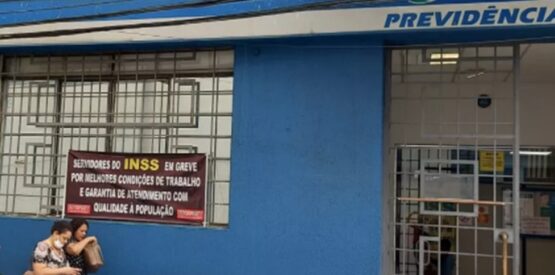 PREVIDÊNCIA
SERVIDORES DO INSS EM GREVE
POR MELHORES CONDIÇÕES DE TRABALHO
E GARANTIA DE ATENDIMENTO COM
QUALIDADE À POPULAÇÃO